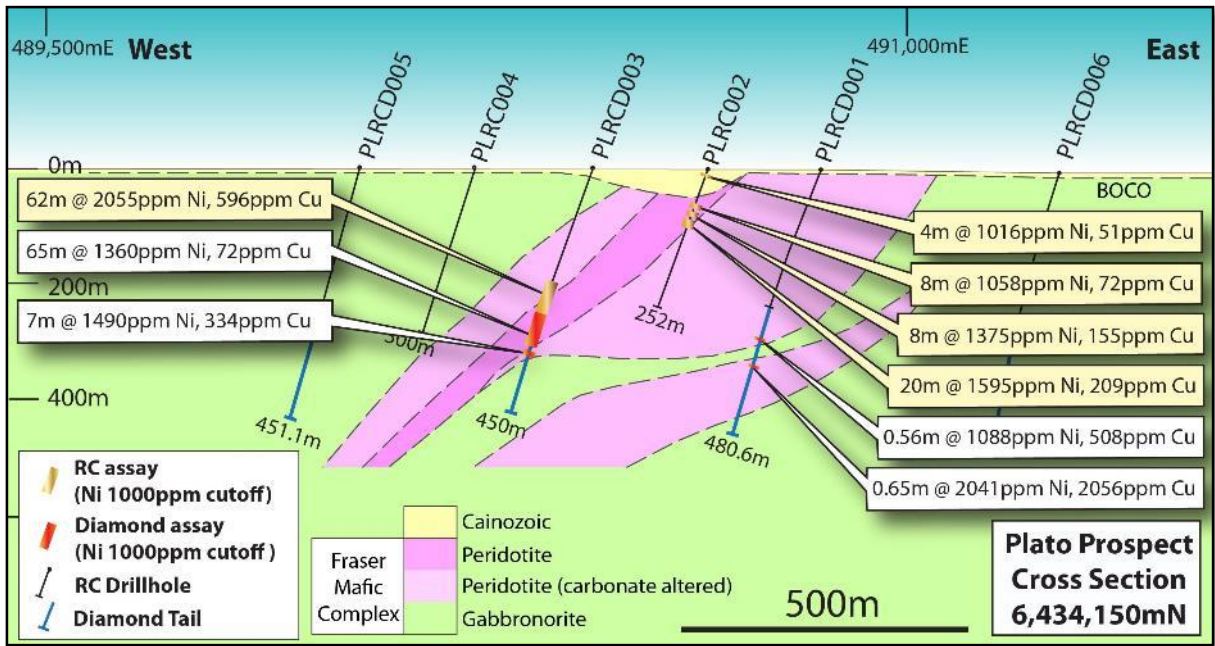 489,500mE
West
491,000mE
East
PLRCD005
PLRC004
PLRCD003
PLRC002
PLRCD001
PLRCD006
0m
BOCO
62m @ 2055ppm Ni, 596ppm Cu
65m @ 1360ppm Ni, 72ppm Cu
200m
7m @ 1490ppm Ni, 334ppm Cu
300m
400m
451.1m
450m
252m
480.6m
4m @ 1016ppm Ni, 51ppm Cu
8m @ 1058ppm Ni, 72ppm Cu
8m @ 1375ppm Ni, 155ppm Cu
20m @ 1595ppm Ni, 209ppm Cu
0.56m @ 1088ppm Ni, 508ppm Cu
0.65m @ 2041ppm Ni, 2056ppm Cu
RC assay
(Ni 1000ppm cutoff)
Diamond assay
(Ni 1000ppm cutoff )
RC Drillhole
Diamond Tail
Fraser
Mafic
Complex
Cainozoic
Peridotite
Peridotite (carbonate altered)
Gabbronorite
500m
Plato Prospect
Cross Section
6,434,150mN